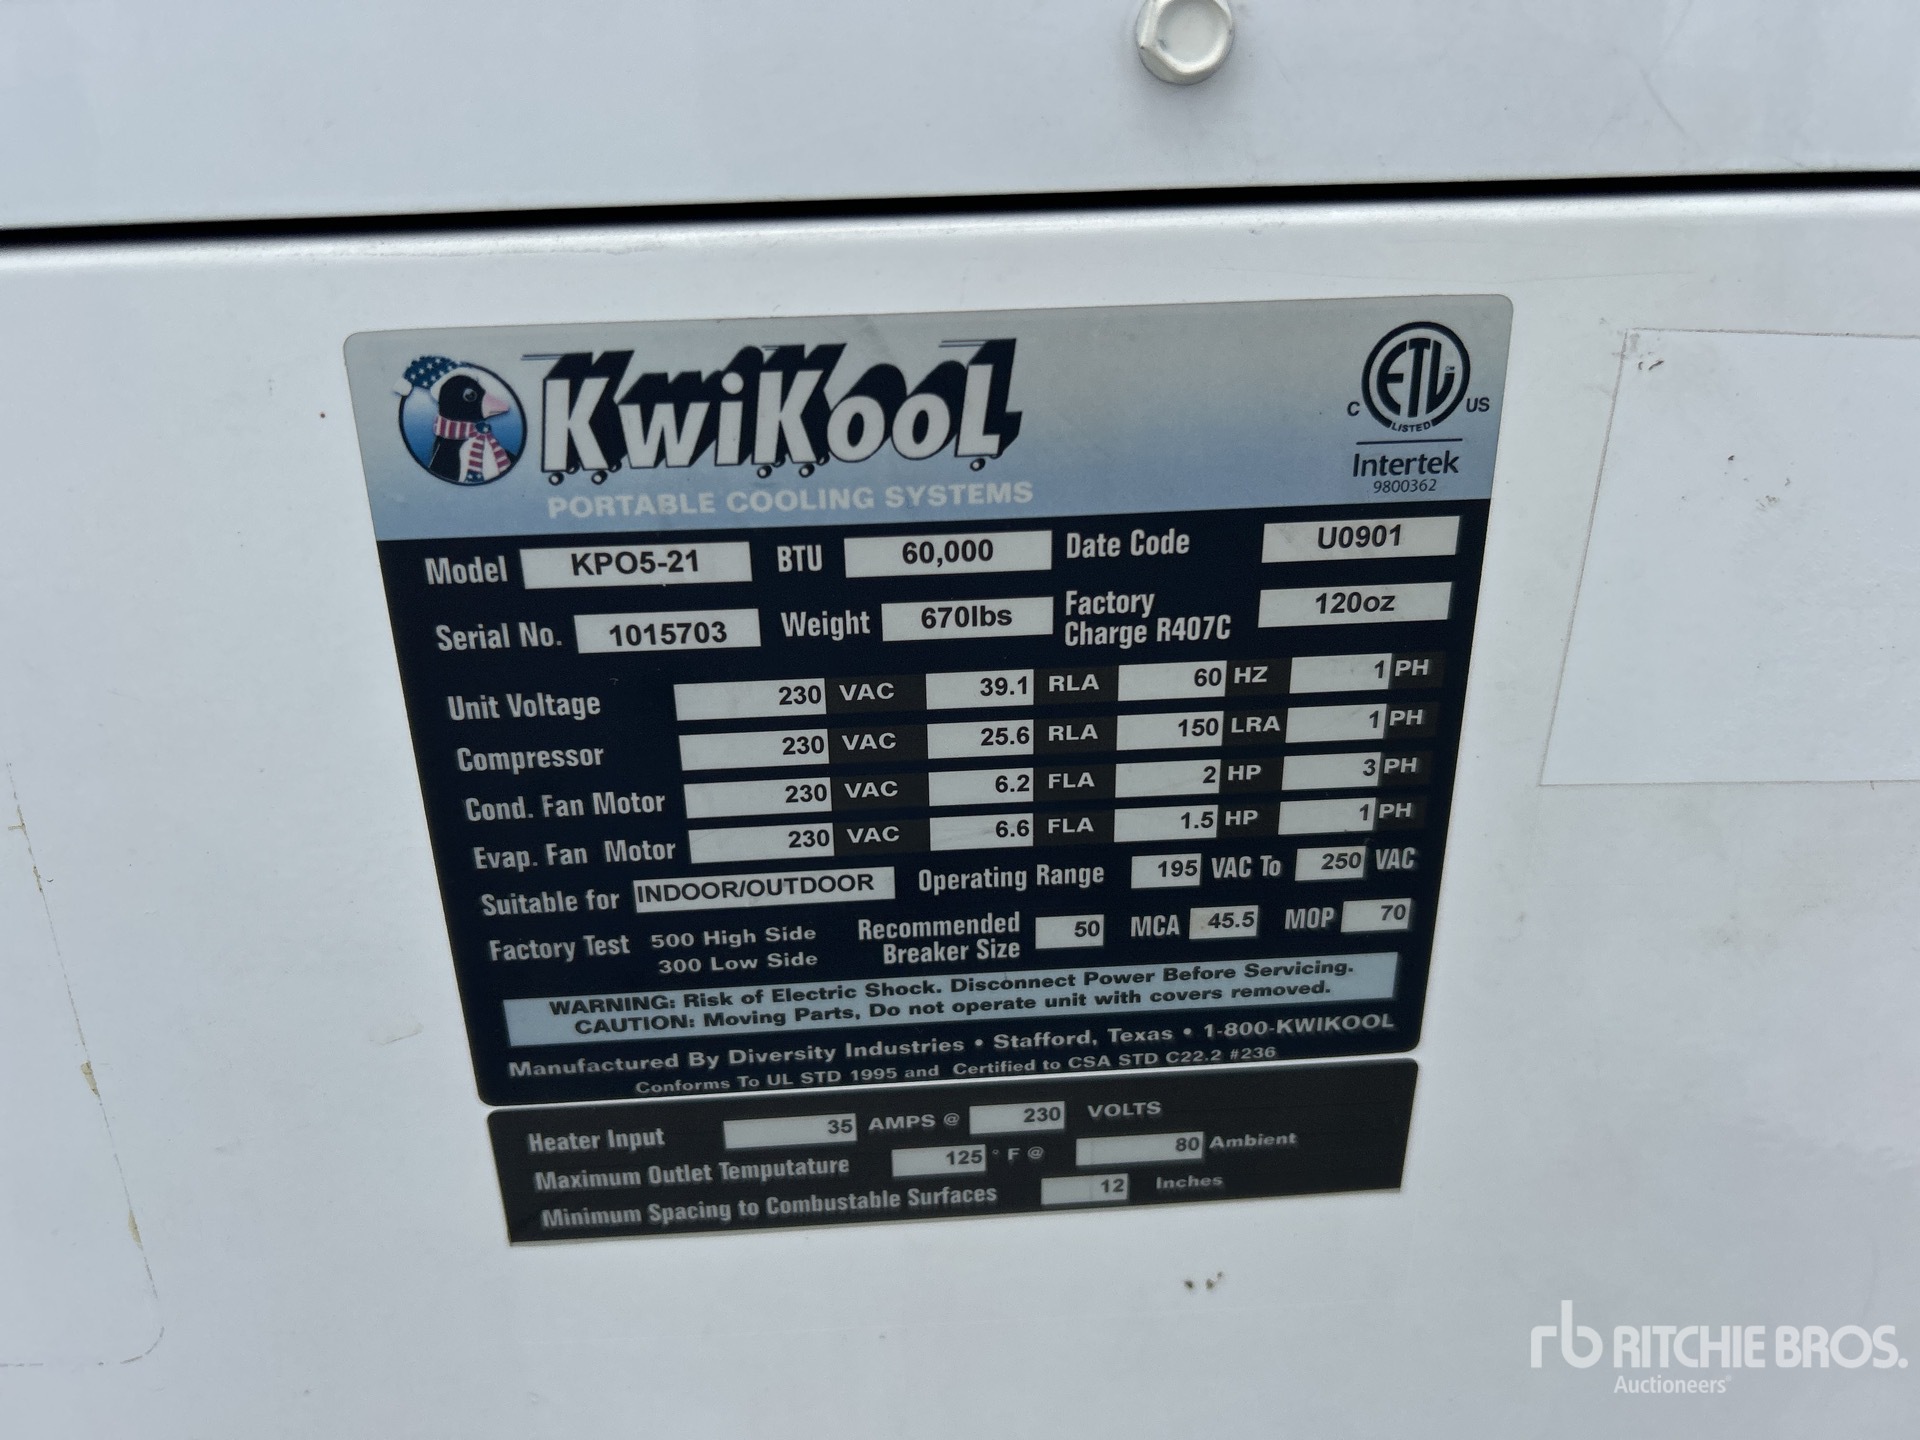 KwiKool
PORTABLE COOLING SYSTEMS
ETL CM
LISTED
C US
Intertek
9800362
Model KPO5-21 BTU 60,000 Date Code U0901
Serial No. 1015703 Weight 670lbs Factory Charge R407C 120oz
Unit Voltage 230 VAC 39.1 RLA 60 HZ 1 PH
Compressor 230 VAC 25.6 RLA 150 LRA 1 PH
Cond. Fan Motor 230 VAC 6.2 FLA 2 HP 3 PH
Evap. Fan Motor 230 VAC 6.6 FLA 1.5 HP 1 PH
Suitable for INDOOR/OUTDOOR Operating Range 195 VAC To 250 VAC
Factory Test 500 High Side
300 Low Side
Recommended
Breaker Size 50 MCA 45.5 MOP 70
WARNING: Risk of Electric Shock. Disconnect Power Before Servicing.
CAUTION: Moving Parts, Do not operate unit with covers removed.
Manufactured By Diversity Industries • Stafford, Texas • 1-800-KWIKOOL
Conforms To UL STD 1995 and Certified to CSA STD C22.2 #236
Heater Input 35 AMPS @ 230 VOLTS
Maximum Outlet Temputature 125 ° F @ 80 Ambient
Minimum Spacing to Combustable Surfaces 12 Inches
rb RITCHIE BROS.
Auctioneers